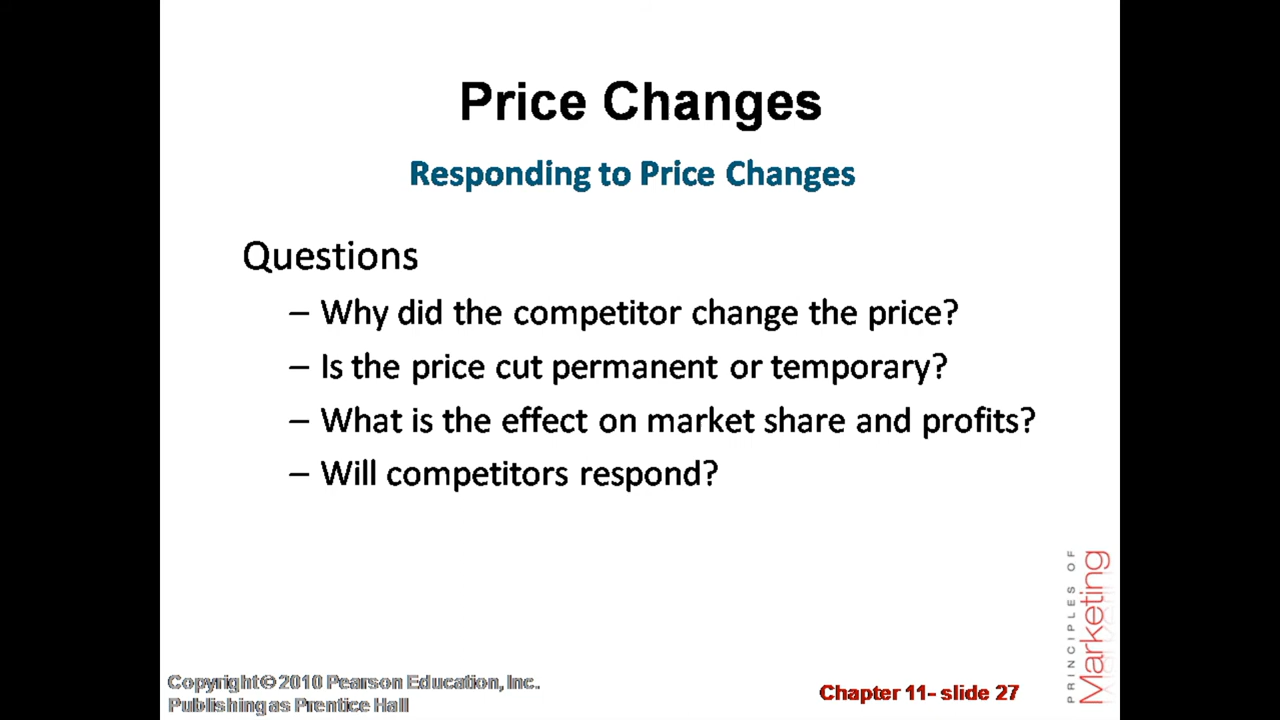 Price Changes
Responding to Price Changes
Questions
– Why did the competitor change the price?
– Is the price cut permanent or temporary?
– What is the effect on market share and profits?
– Will competitors respond?
PRINCIPLES OF
Marketing
Copyright © 2010 Pearson Education, Inc.
Publishing as Prentice Hall
Chapter 11- slide 27